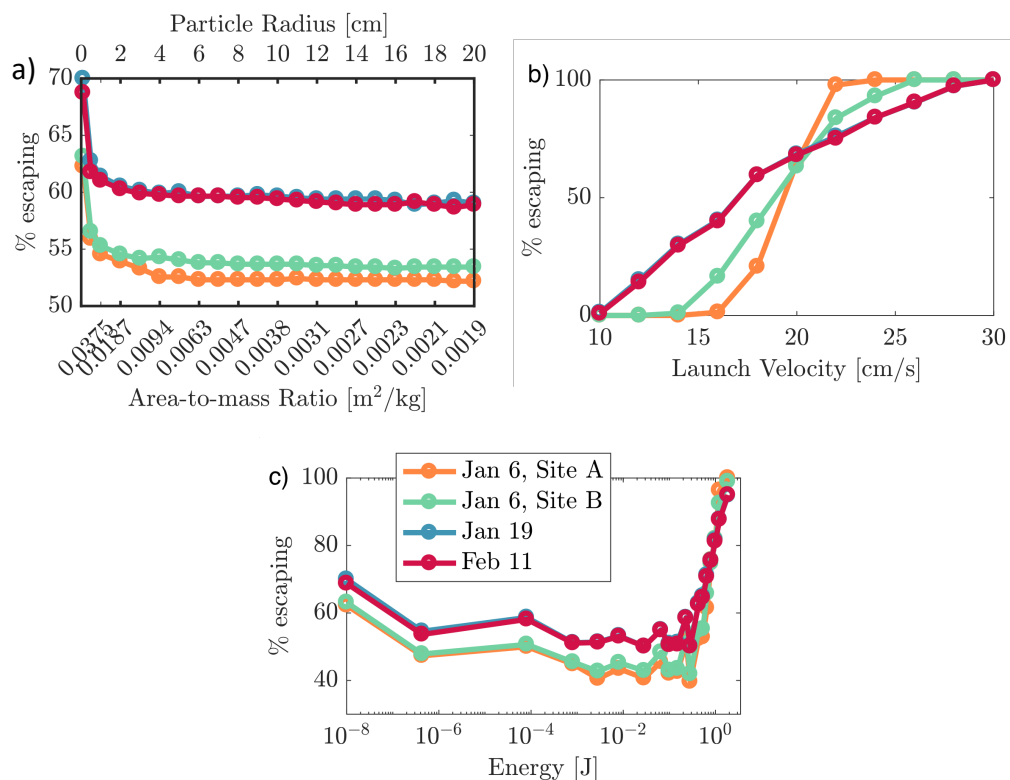 Particle Radius [cm]
0 2 4 6 8 10 12 14 16 18 20
a)
70
65
60
55
50
% escaping
0.0375
0.0187
0.0094
0.0063
0.0047
0.0038
0.0031
0.0027
0.0023
0.0021
0.0019
Area-to-mass Ratio [m²/kg]
b)
100
50
0
% escaping
10 15 20 25 30
Launch Velocity [cm/s]
c)
100
80
60
40
% escaping
Jan 6, Site A
Jan 6, Site B
Jan 19
Feb 11
10⁻⁸ 10⁻⁶ 10⁻⁴ 10⁻² 10⁰
Energy [J]